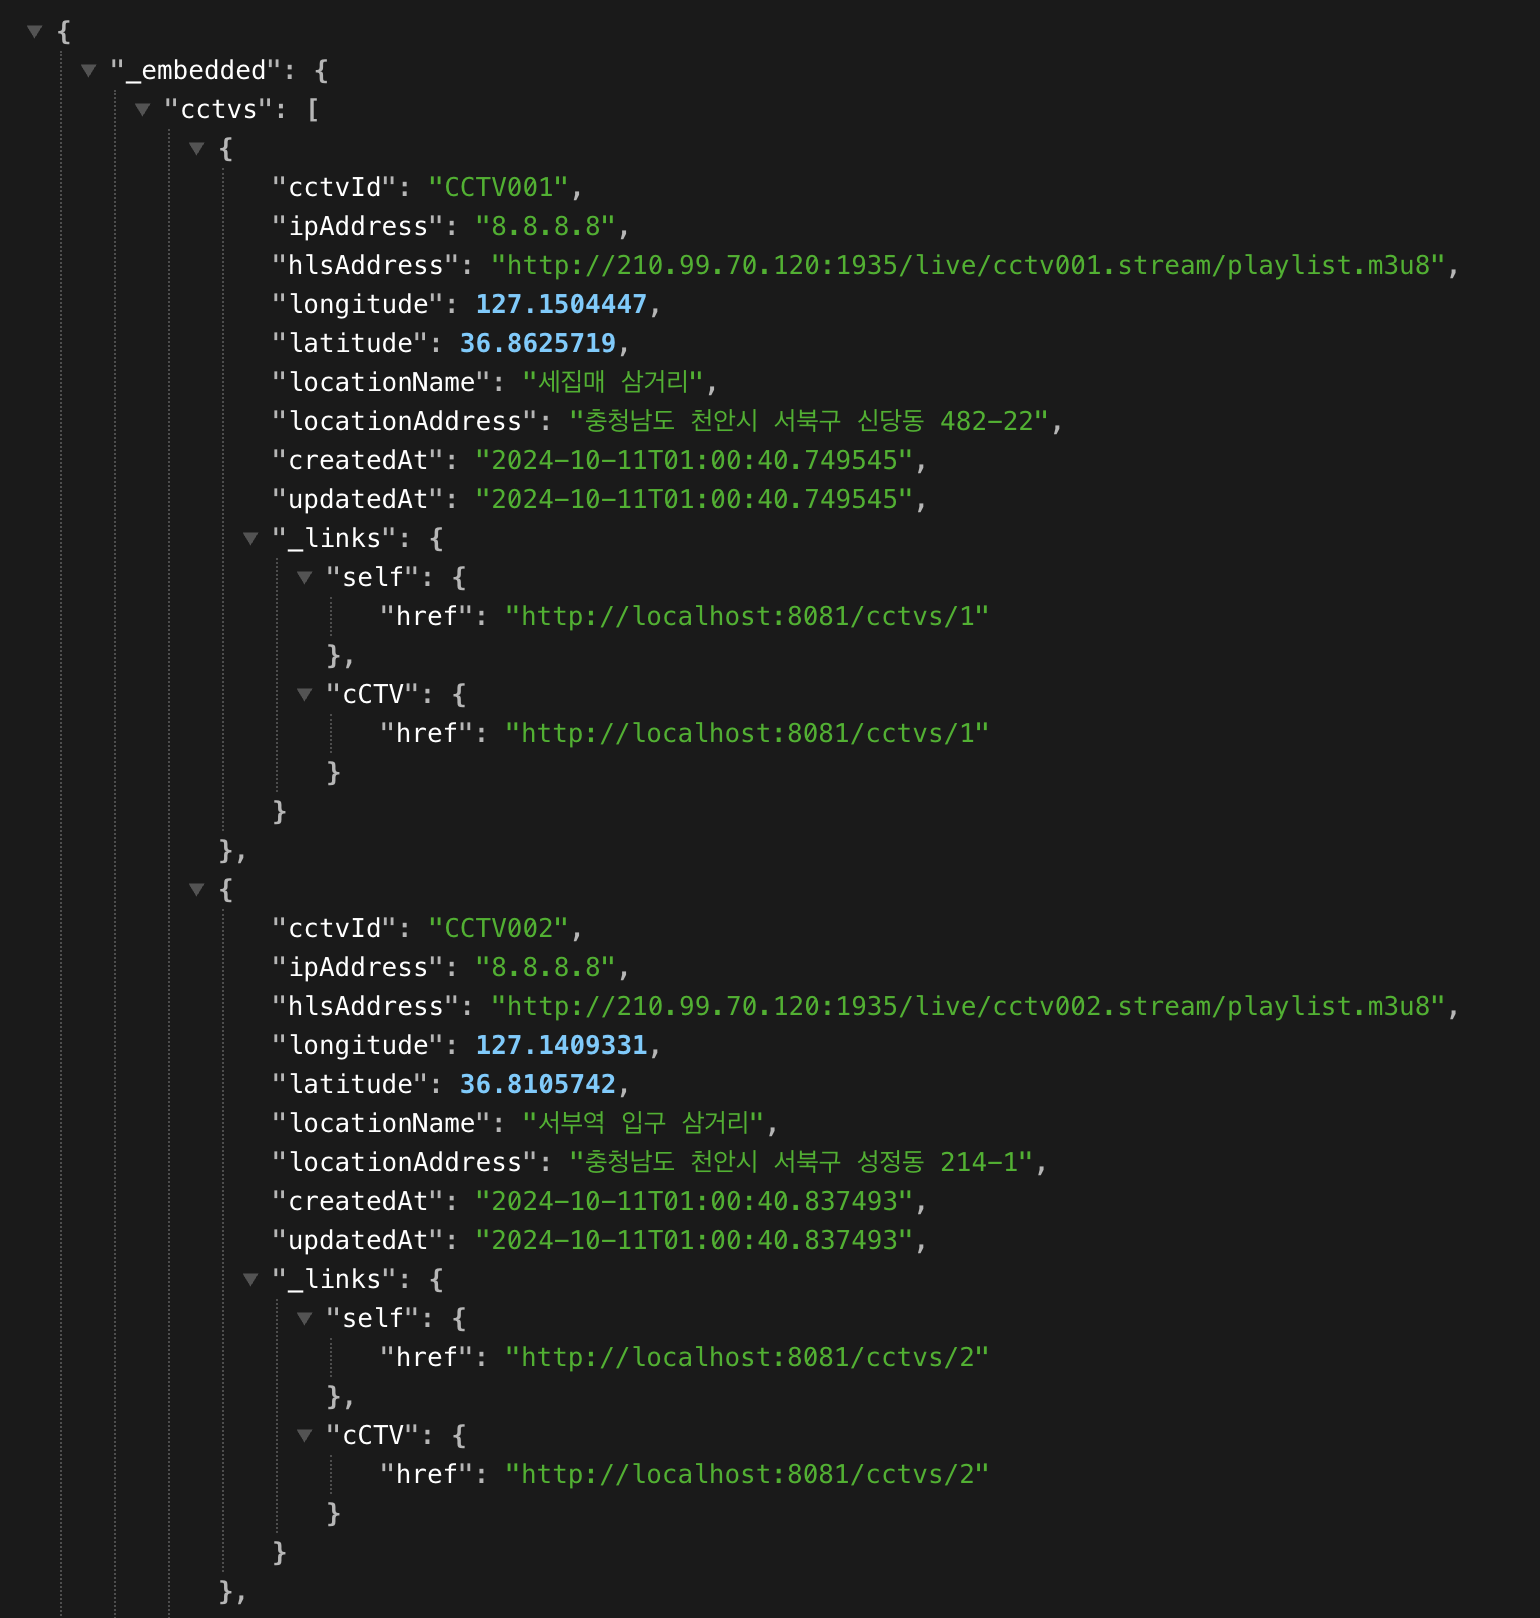 {
"_embedded": {
"cctvs": [
{
"cctvId": "CCTV001",
"ipAddress": "8.8.8.8",
"hlsAddress": "http://210.99.70.120:1935/live/cctv001.stream/playlist.m3u8",
"longitude": 127.1504447,
"latitude": 36.8625719,
"locationName": "세집매 삼거리",
"locationAddress": "충청남도 천안시 서북구 신당동 482-22",
"createdAt": "2024-10-11T01:00:40.749545",
"updatedAt": "2024-10-11T01:00:40.749545",
"_links": {
"self": {
"href": "http://localhost:8081/cctvs/1"
},
"cCTV": {
"href": "http://localhost:8081/cctvs/1"
}
}
},
{
"cctvId": "CCTV002",
"ipAddress": "8.8.8.8",
"hlsAddress": "http://210.99.70.120:1935/live/cctv002.stream/playlist.m3u8",
"longitude": 127.1409331,
"latitude": 36.8105742,
"locationName": "서부역 입구 삼거리",
"locationAddress": "충청남도 천안시 서북구 성정동 214-1",
"createdAt": "2024-10-11T01:00:40.837493",
"updatedAt": "2024-10-11T01:00:40.837493",
"_links": {
"self": {
"href": "http://localhost:8081/cctvs/2"
},
"cCTV": {
"href": "http://localhost:8081/cctvs/2"
}
}
},